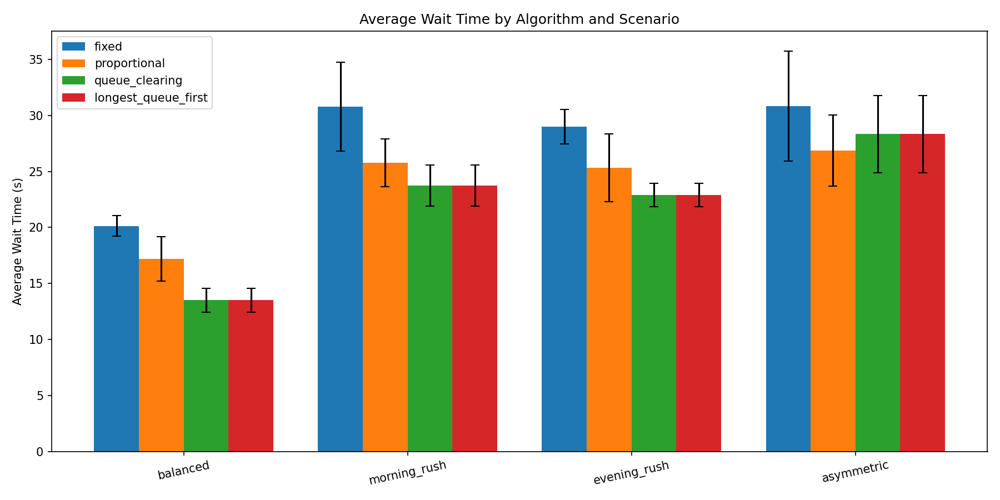 Average Wait Time by Algorithm and Scenario
fixed
proportional
queue_clearing
longest_queue_first
Average Wait Time (s)
35
30
25
20
15
10
5
0
balanced
morning_rush
evening_rush
asymmetric